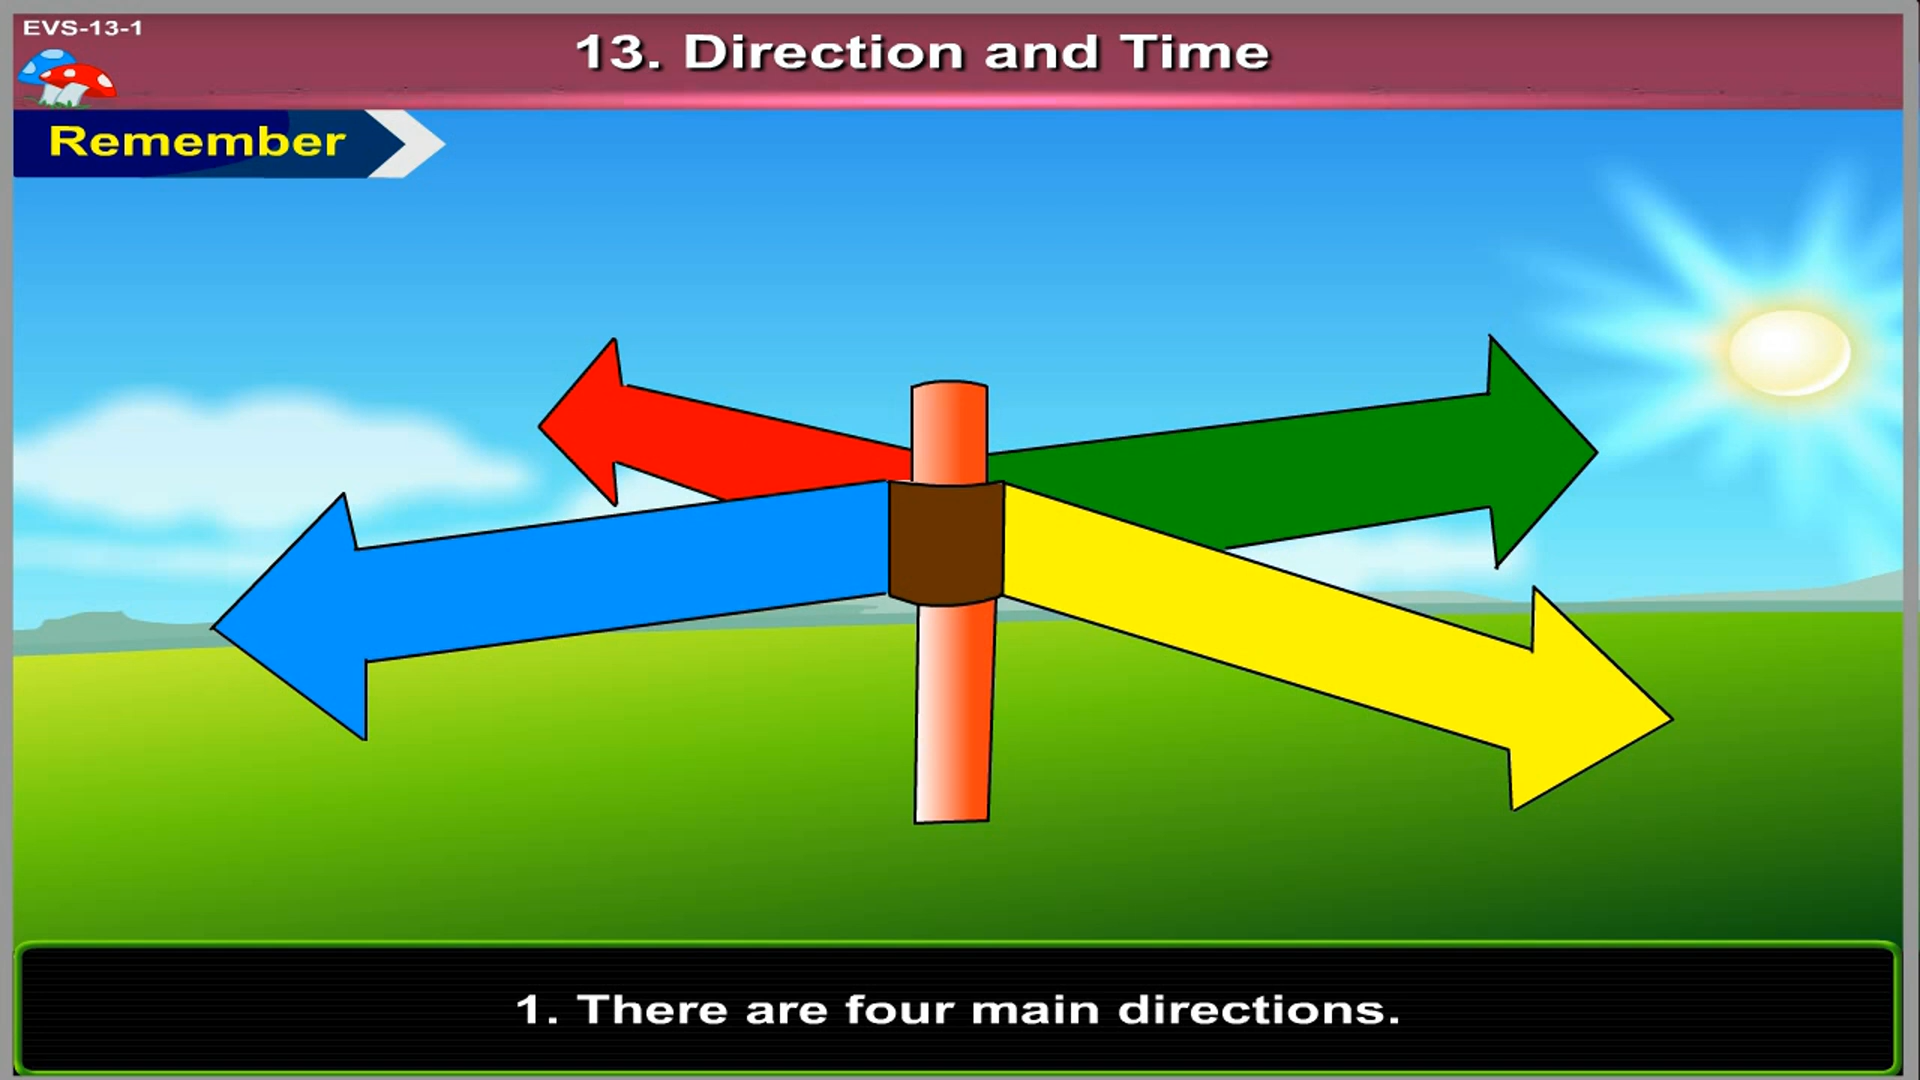 EVS-13-1
13. Direction and Time
Remember
1. There are four main directions.